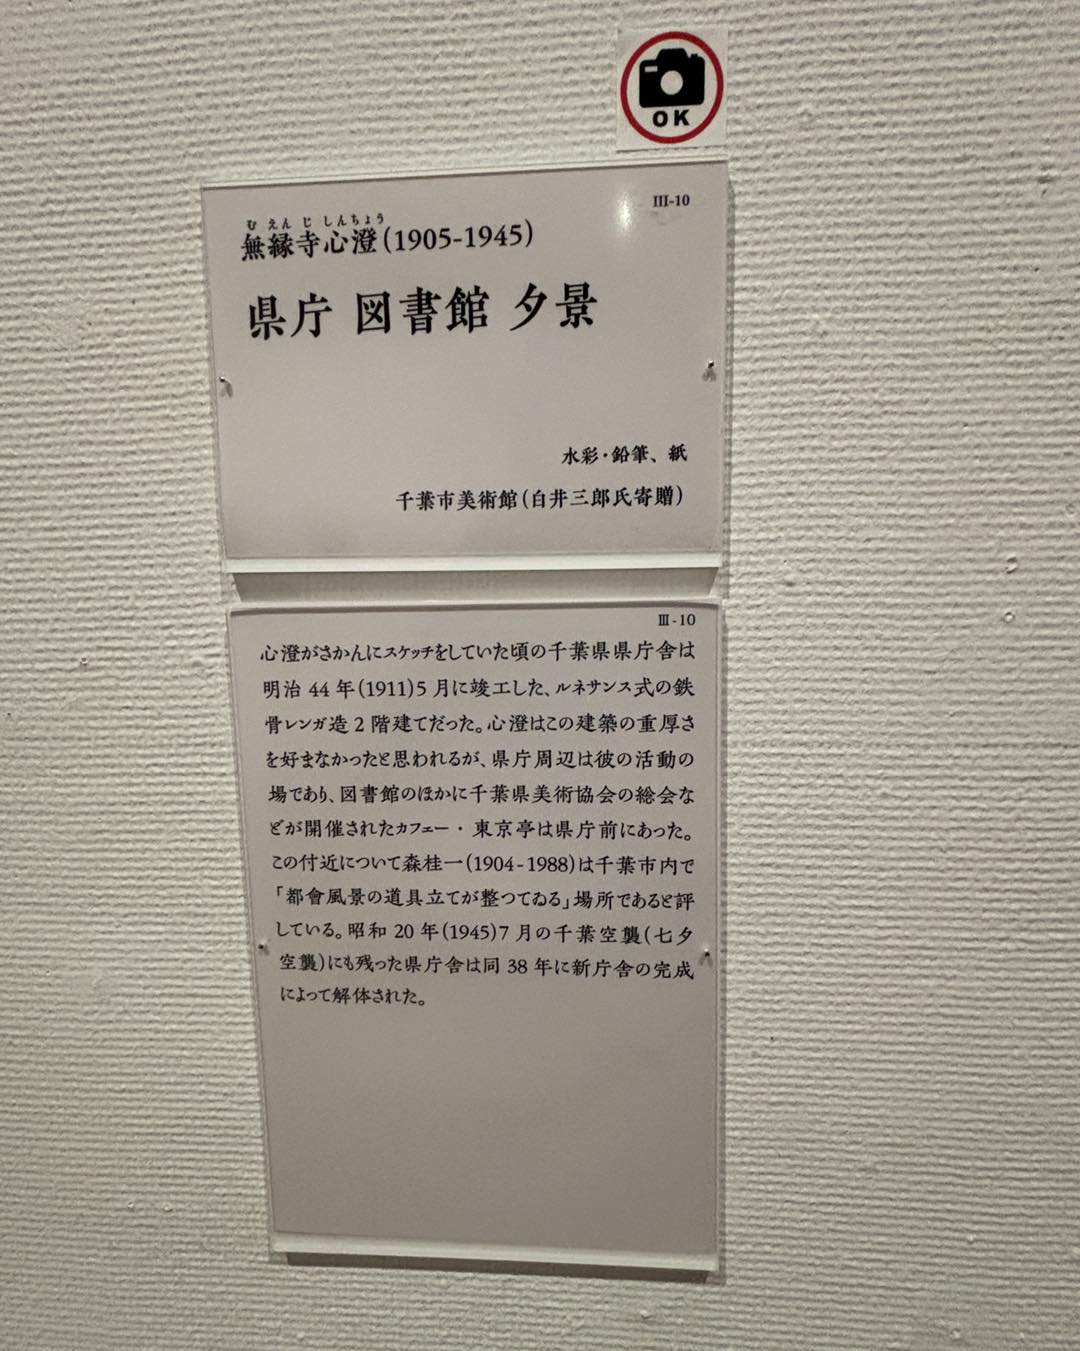 OK
III-10
む えん じ しんちょう
無縁寺心澄(1905-1945)
県庁 図書館 夕景
水彩・鉛筆、紙
千葉市美術館(白井三郎氏寄贈)
Ⅲ-10
心澄がさかんにスケッチをしていた頃の千葉県県庁舎は
明治 44 年(1911)5 月に竣工した、ルネサンス式の鉄
骨レンガ造 2 階建てだった。心澄はこの建築の重厚さ
を好まなかったと思われるが、県庁周辺は彼の活動の
場であり、図書館のほかに千葉県美術協会の総会な
どが開催されたカフェー・東京亭は県庁前にあった。
この付近について森桂一(1904-1988)は千葉市内で
「都會風景の道具立てが整つてゐる」場所であると評
している。昭和 20 年(1945)7 月の千葉空襲(七夕
空襲)にも残った県庁舎は同 38 年に新庁舎の完成
によって解体された。